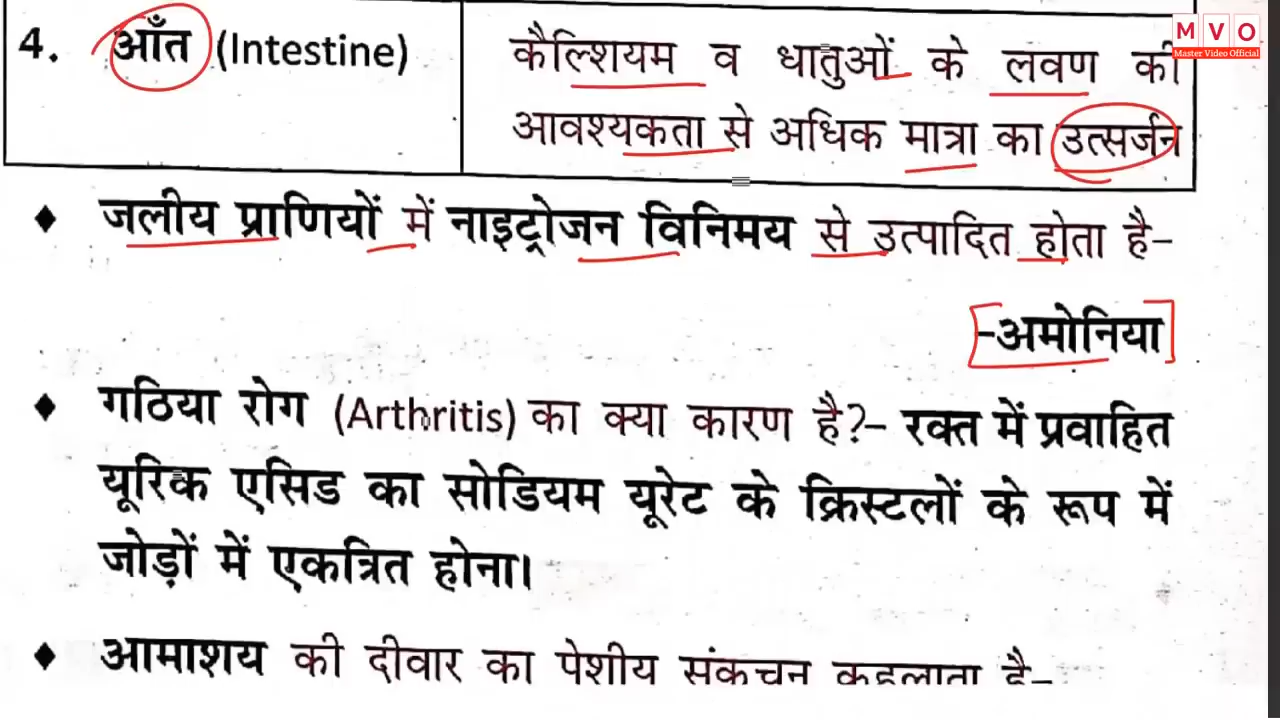 M V O
Master Video Official
4. आँत (Intestine)
कैल्शियम व धातुओं के लवण की
आवश्यकता से अधिक मात्रा का उत्सर्जन
♦ जलीय प्राणियों में नाइट्रोजन विनिमय से उत्पादित होता है–
–अमोनिया
♦ गठिया रोग (Arthritis) का क्या कारण है?– रक्त में प्रवाहित
यूरिक एसिड का सोडियम यूरेट के क्रिस्टलों के रूप में
जोड़ों में एकत्रित होना।
♦ आमाशय की दीवार का पेशीय संकुचन कहलाता है–